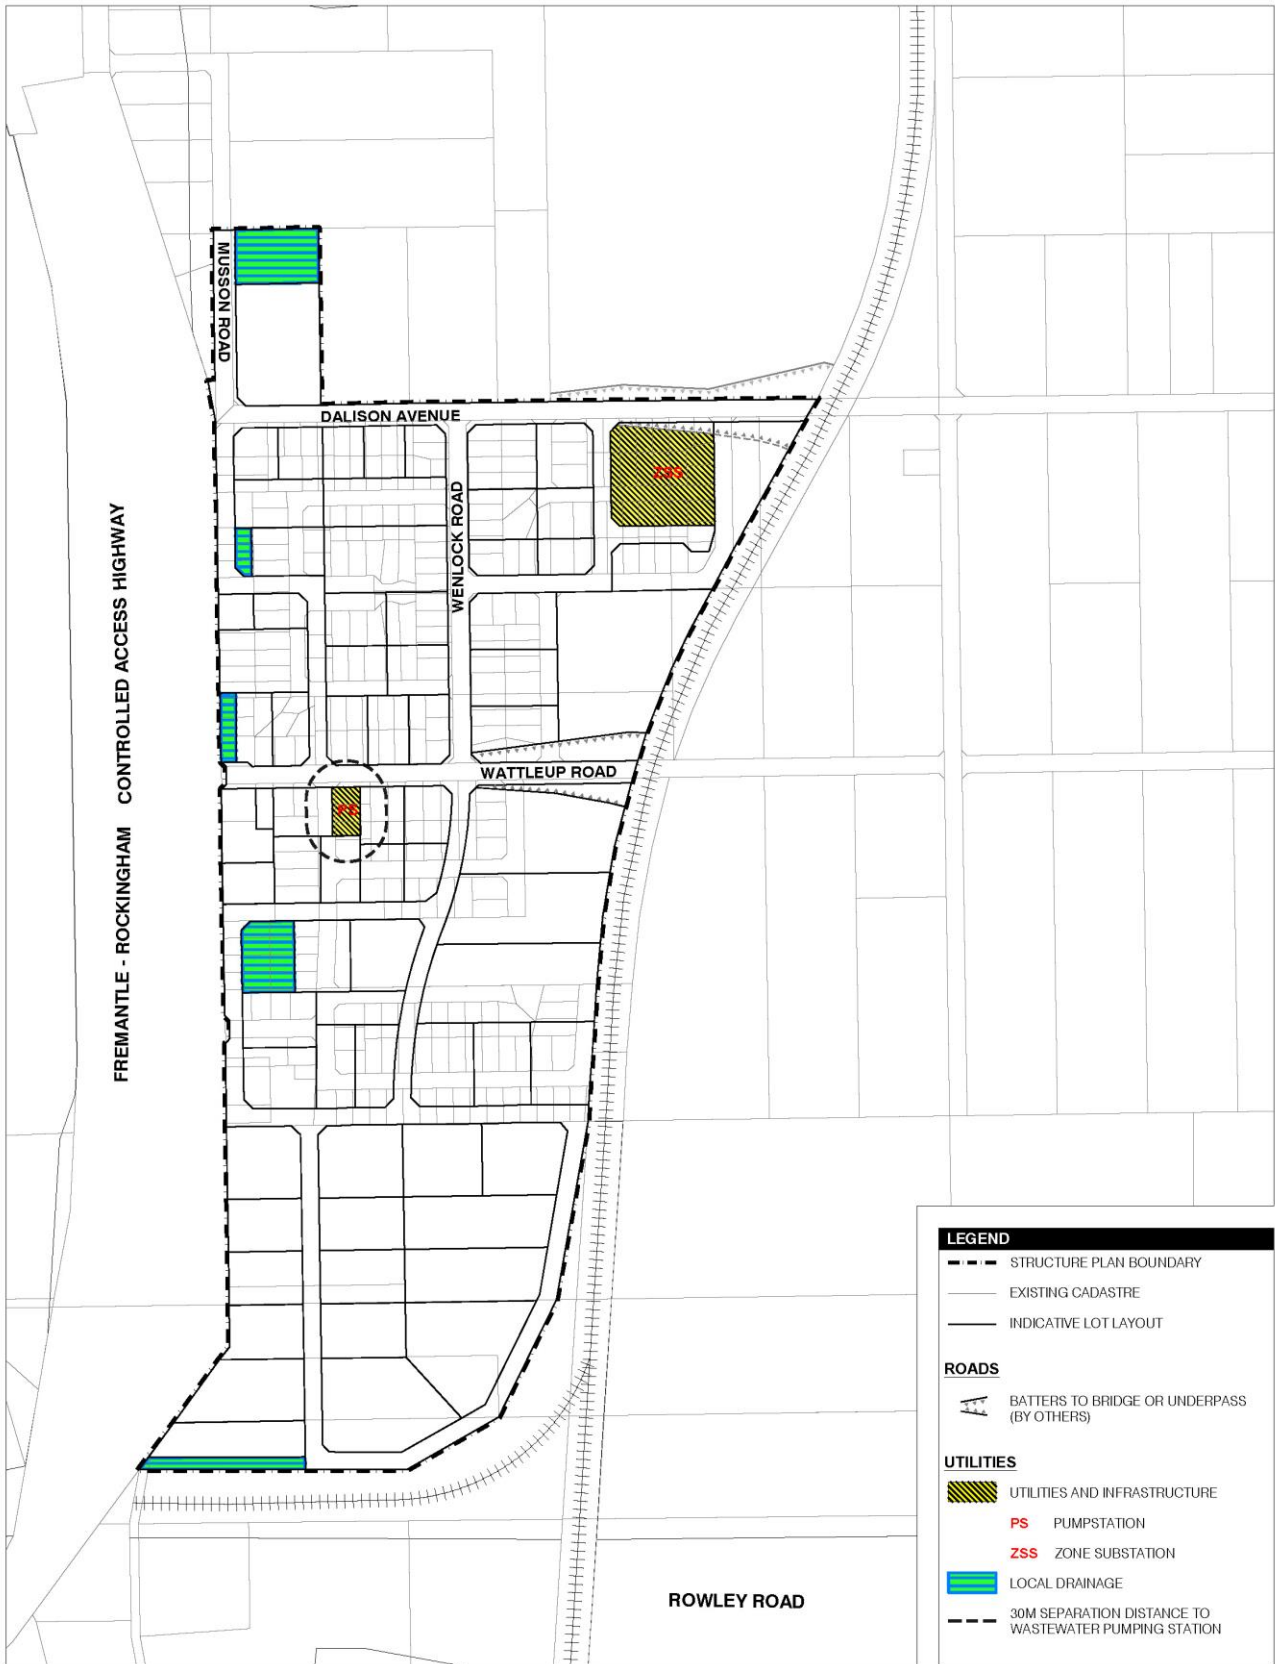 MUSSON ROAD
DALISON AVENUE
ZSS
WENLOCK ROAD
FREMANTLE - ROCKINGHAM CONTROLLED ACCESS HIGHWAY
WATTLEUP ROAD
PS
LEGEND
STRUCTURE PLAN BOUNDARY
EXISTING CADASTRE
INDICATIVE LOT LAYOUT
ROADS
BATTERS TO BRIDGE OR UNDERPASS
(BY OTHERS)
UTILITIES
UTILITIES AND INFRASTRUCTURE
PS PUMPSTATION
ZSS ZONE SUBSTATION
LOCAL DRAINAGE
30M SEPARATION DISTANCE TO
WASTEWATER PUMPING STATION
ROWLEY ROAD